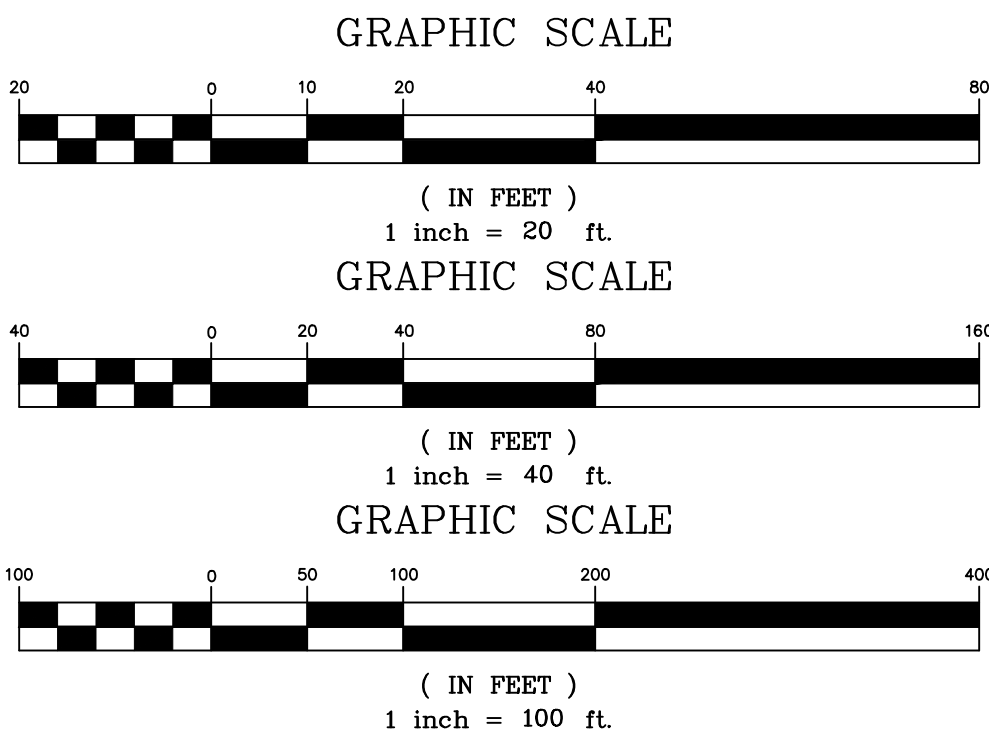 GRAPHIC SCALE
20 0 10 20 40 80
( IN FEET )
1 inch = 20 ft.
GRAPHIC SCALE
40 0 20 40 80 160
( IN FEET )
1 inch = 40 ft.
GRAPHIC SCALE
100 0 50 100 200 400
( IN FEET )
1 inch = 100 ft.